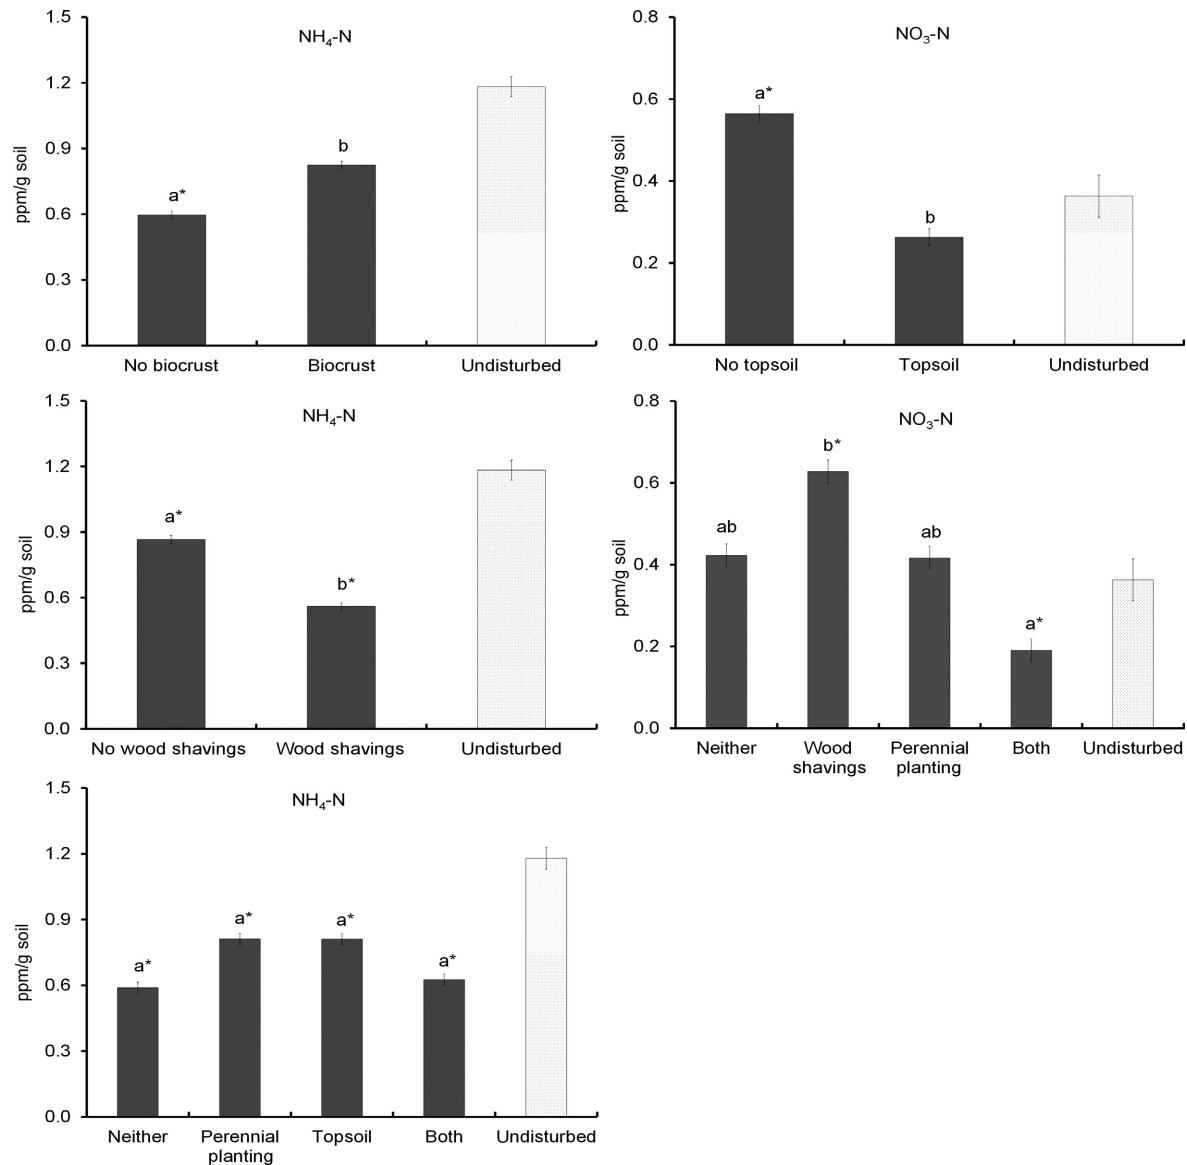 NH4-N
ppm/g soil
1.5
1.2
0.9
0.6
0.3
0.0
a*
b
No biocrust Biocrust Undisturbed
NO3-N
ppm/g soil
0.8
0.6
0.4
0.2
0.0
a*
b
No topsoil Topsoil Undisturbed
NH4-N
ppm/g soil
1.5
1.2
0.9
0.6
0.3
0.0
a*
b*
No wood shavings Wood shavings Undisturbed
NO3-N
ppm/g soil
0.8
0.6
0.4
0.2
0.0
ab
b*
ab
a*
Neither Wood Perennial Both Undisturbed
shavings planting
NH4-N
ppm/g soil
1.5
1.2
0.9
0.6
0.3
0.0
a*
a*
a*
a*
Neither Perennial Topsoil Both Undisturbed
planting